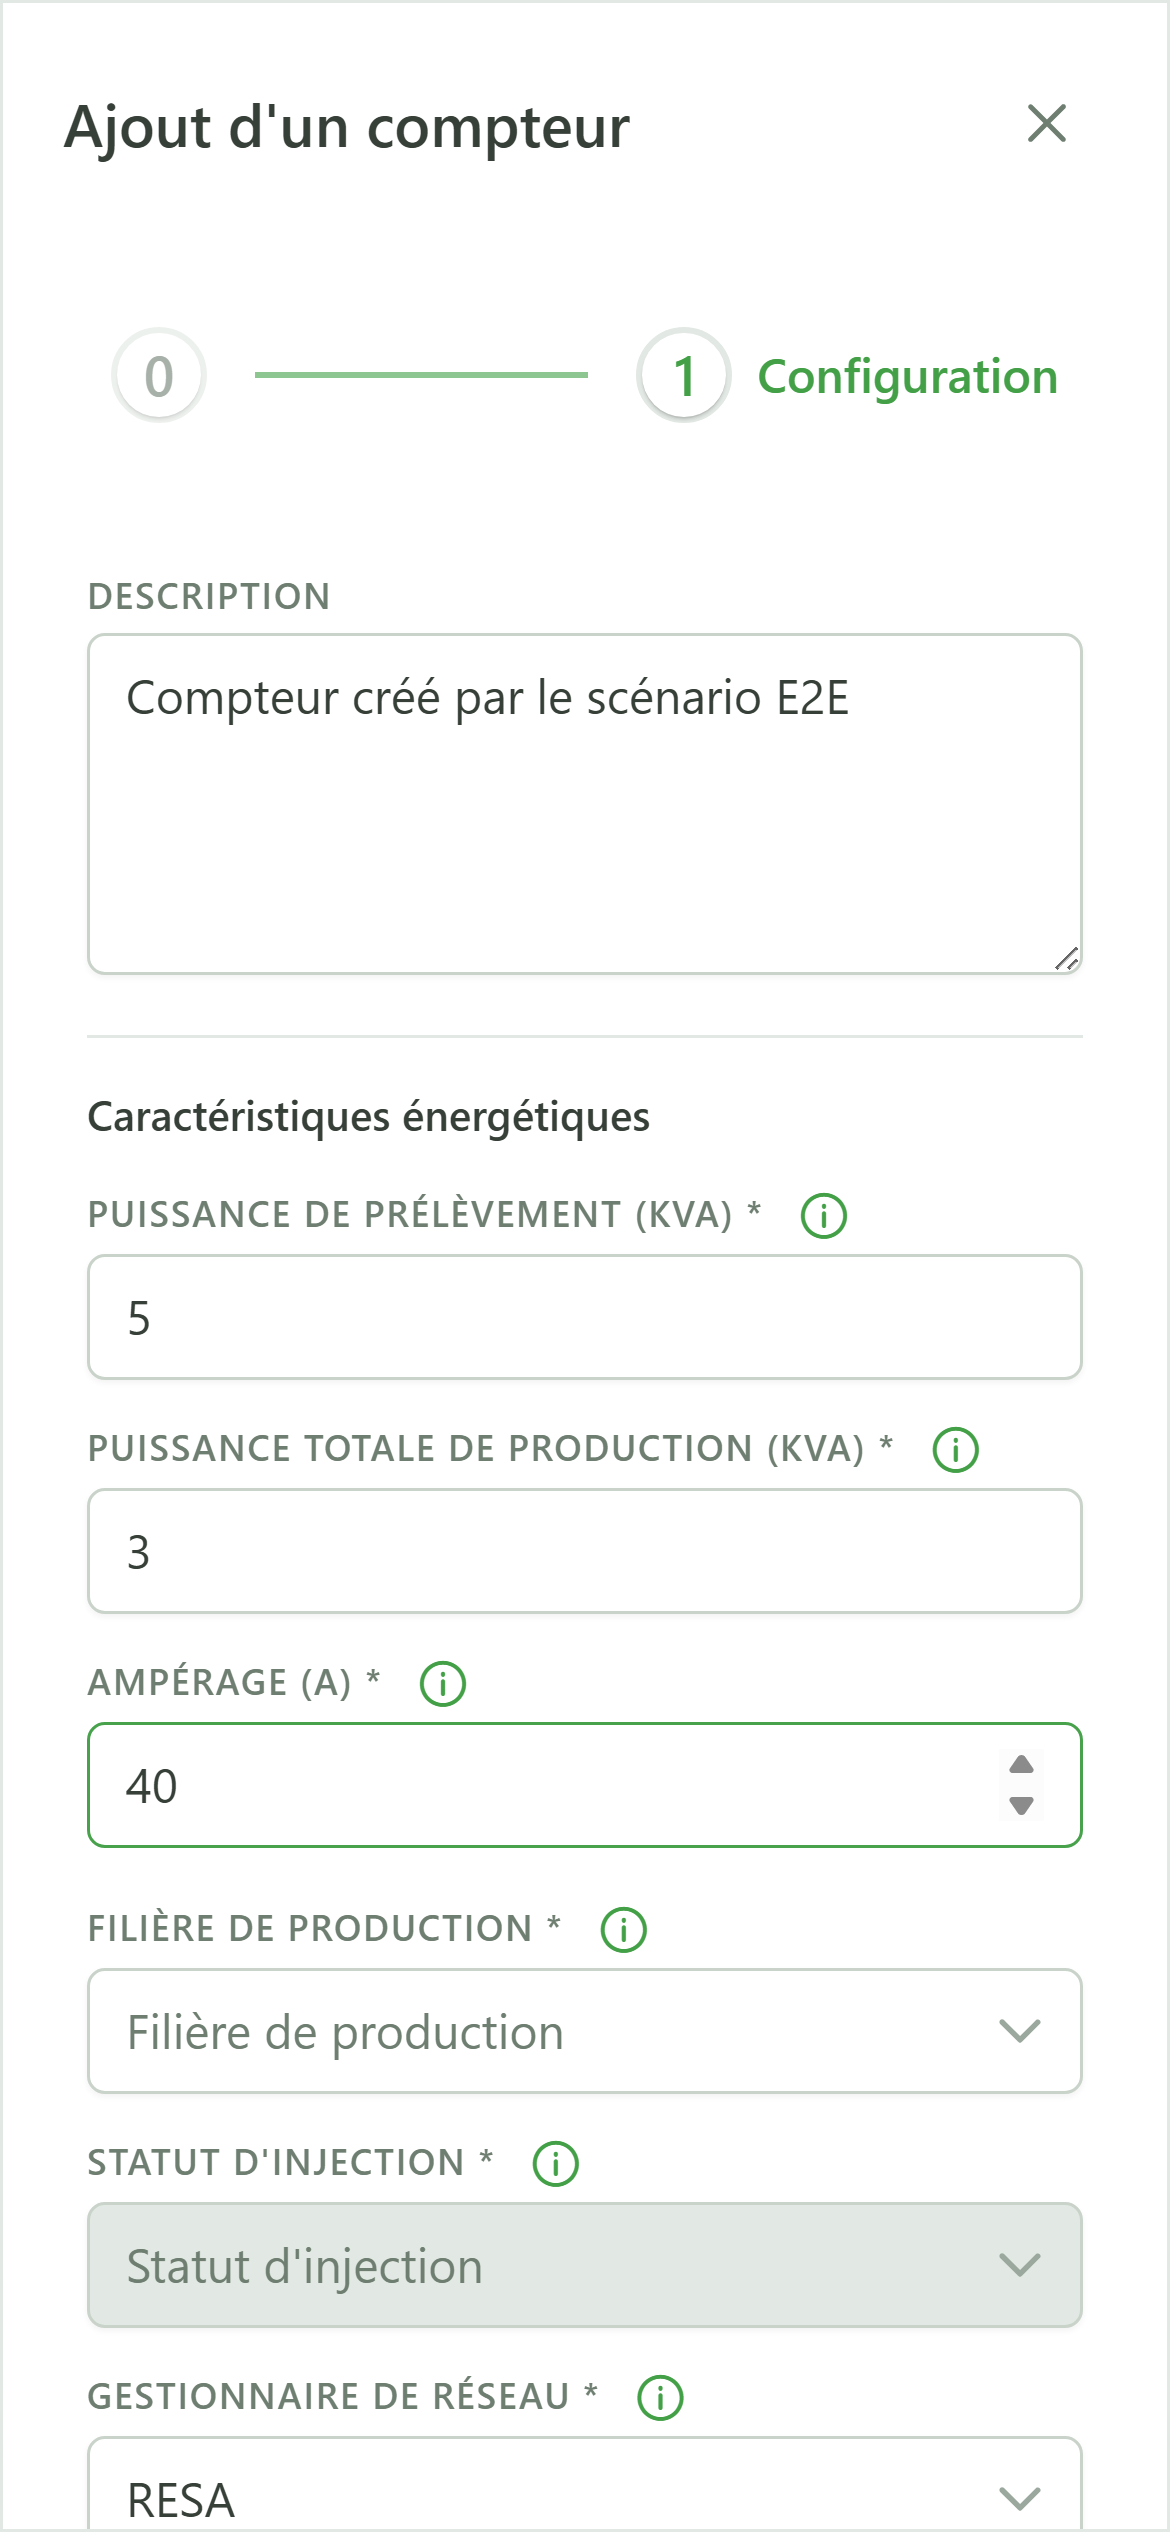 Ajout d'un compteur
0
1 Configuration
DESCRIPTION
Compteur créé par le scénario E2E
Caractéristiques énergétiques
PUISSANCE DE PRÉLÈVEMENT (KVA) *
5
PUISSANCE TOTALE DE PRODUCTION (KVA) *
3
AMPÉRAGE (A) *
40
FILIÈRE DE PRODUCTION *
Filière de production
STATUT D'INJECTION *
Statut d'injection
GESTIONNAIRE DE RÉSEAU *
RESA